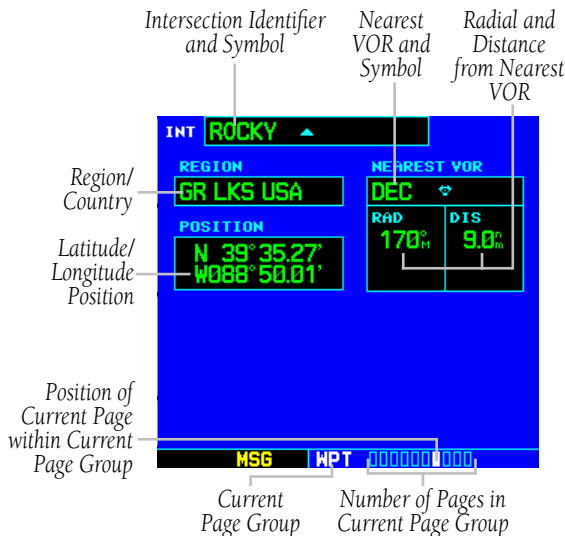 Intersection Identifier
and Symbol
Nearest
VOR and
Symbol
Radial and
Distance
from Nearest
VOR
INT ROCKY
REGION
GR LKS USA
NEAREST VOR
DEC
RAD
170°M
DIS
9.0nm
POSITION
N 39°35.27'
W088°50.01'
Region/
Country
Latitude/
Longitude
Position
Position of
Current Page
within Current
Page Group
MSG
WPT
Current
Page Group
Number of Pages in
Current Page Group